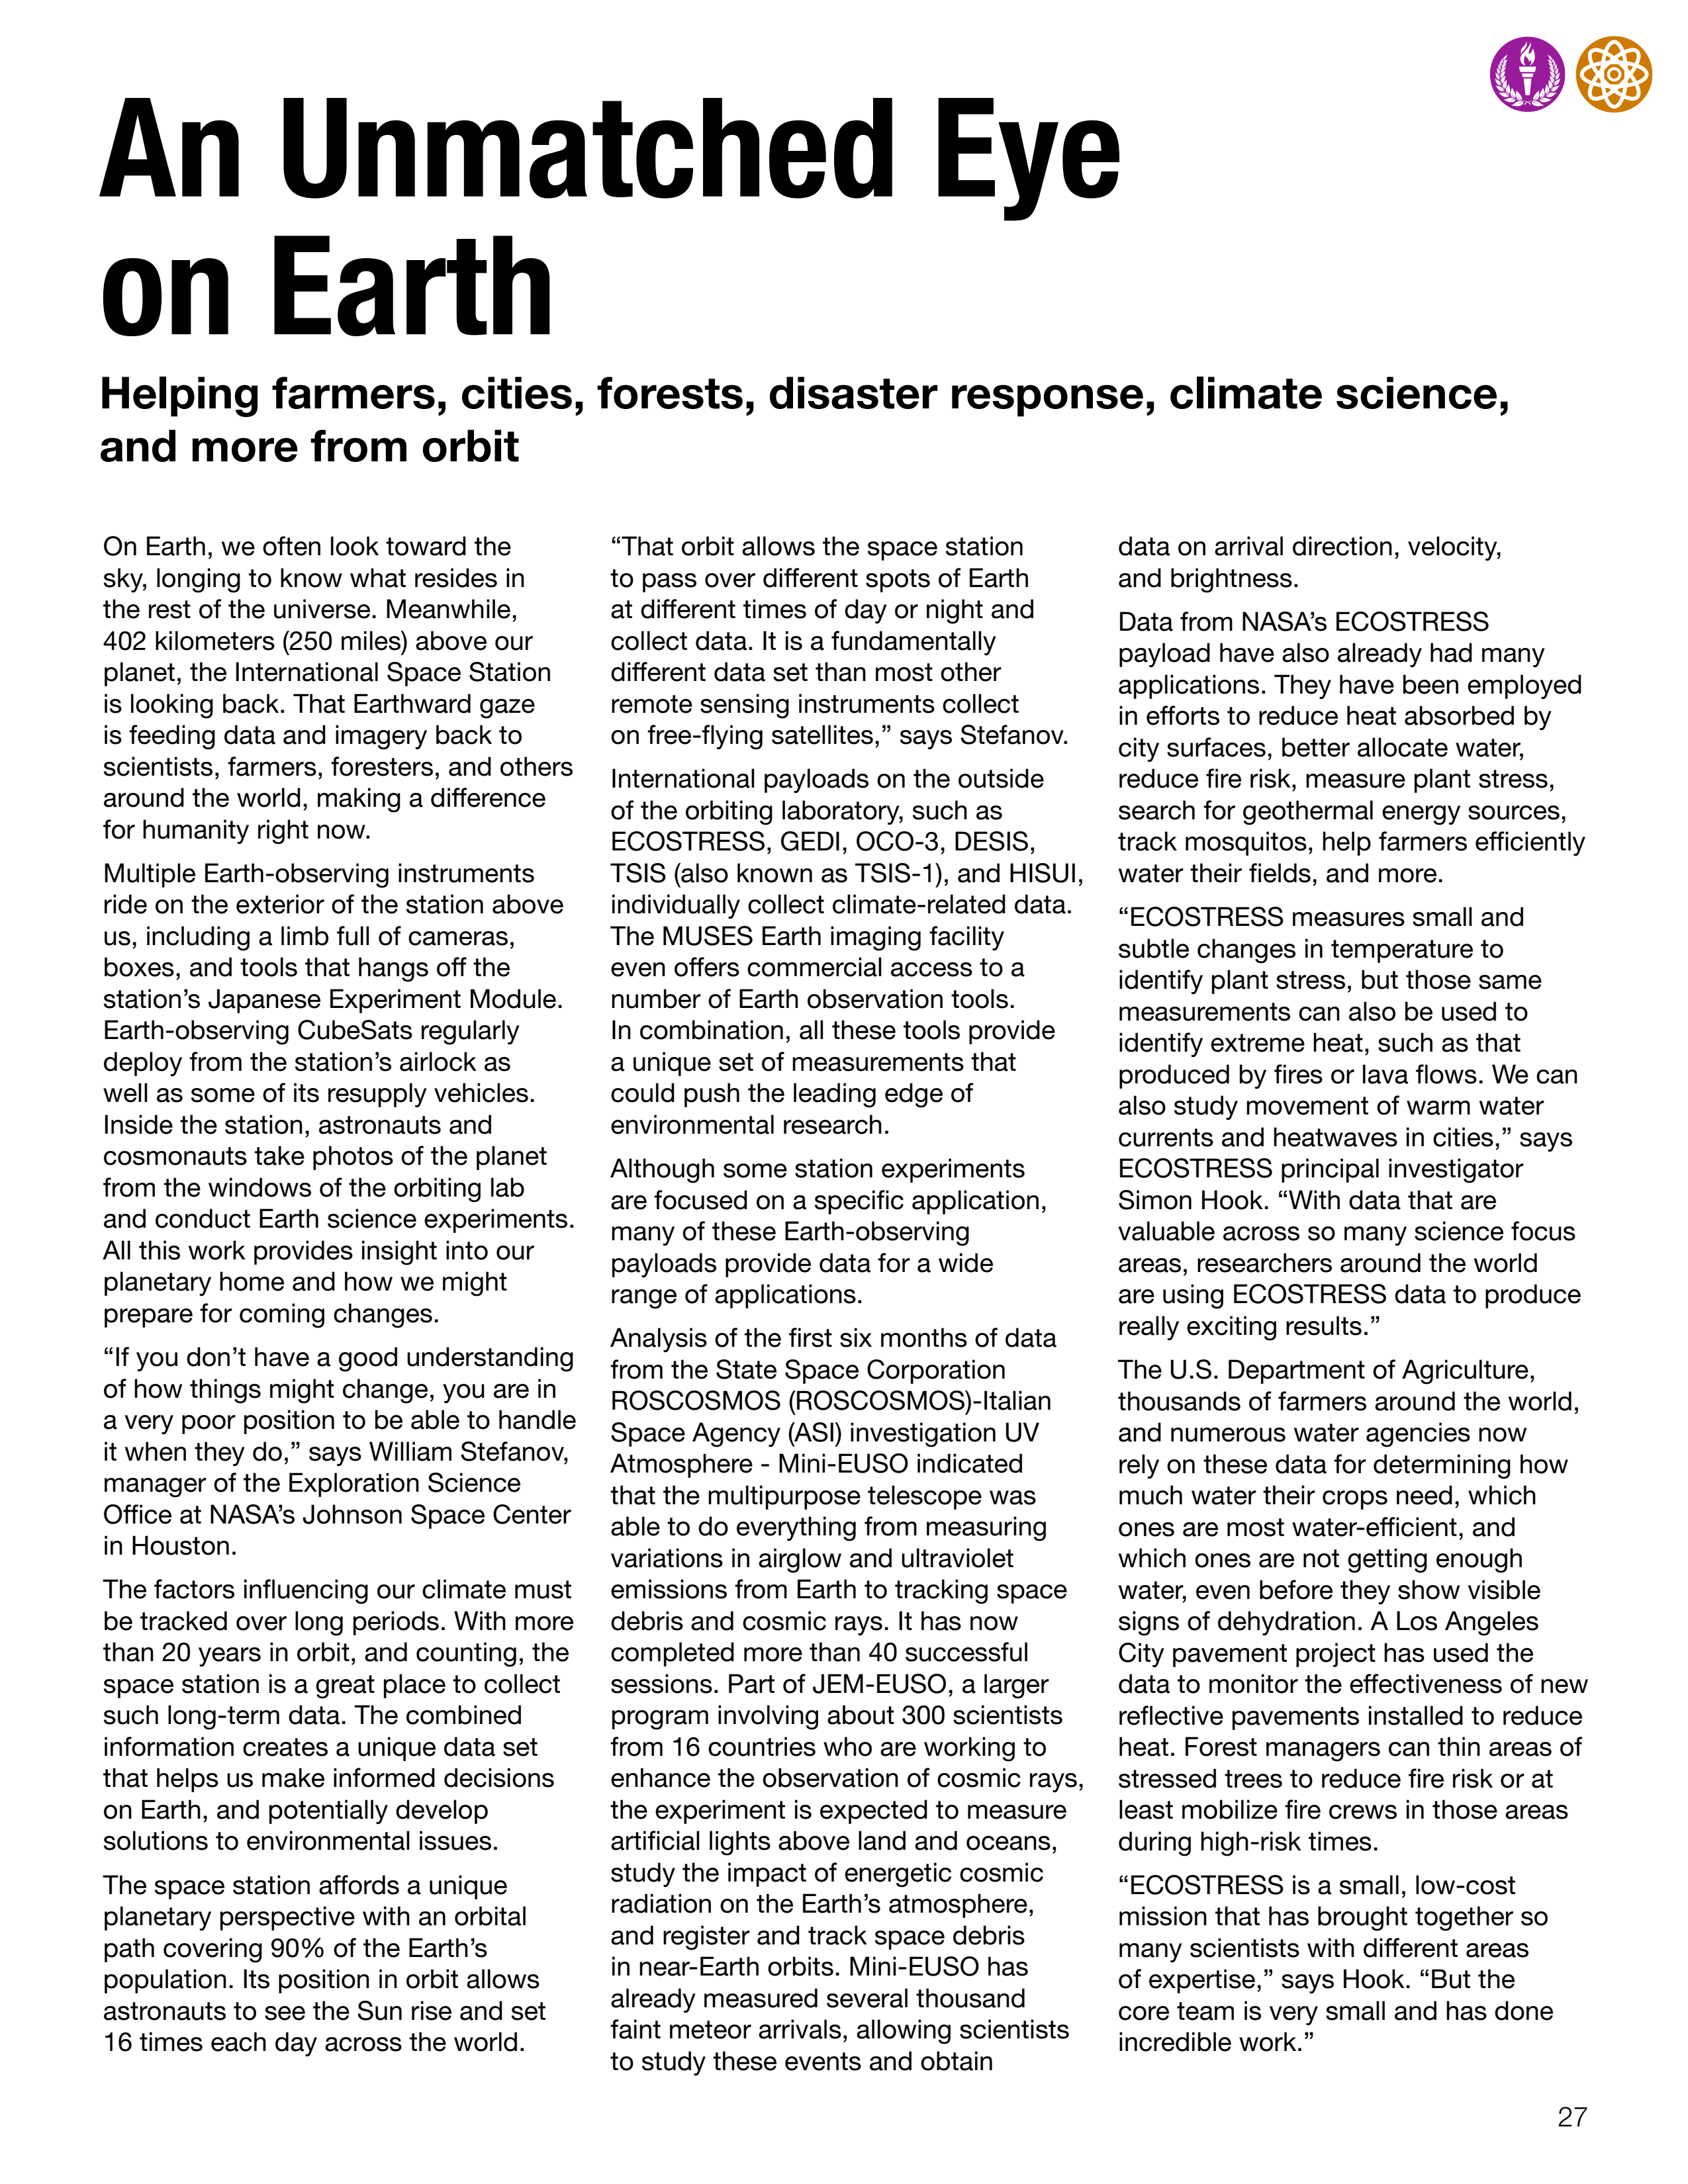 An Unmatched Eye
on Earth
Helping farmers, cities, forests, disaster response, climate science,
and more from orbit
On Earth, we often look toward the
sky, longing to know what resides in
the rest of the universe. Meanwhile,
402 kilometers (250 miles) above our
planet, the International Space Station
is looking back. That Earthward gaze
is feeding data and imagery back to
scientists, farmers, foresters, and others
around the world, making a difference
for humanity right now.
Multiple Earth-observing instruments
ride on the exterior of the station above
us, including a limb full of cameras,
boxes, and tools that hangs off the
station’s Japanese Experiment Module.
Earth-observing CubeSats regularly
deploy from the station’s airlock as
well as some of its resupply vehicles.
Inside the station, astronauts and
cosmonauts take photos of the planet
from the windows of the orbiting lab
and conduct Earth science experiments.
All this work provides insight into our
planetary home and how we might
prepare for coming changes.
“If you don’t have a good understanding
of how things might change, you are in
a very poor position to be able to handle
it when they do,” says William Stefanov,
manager of the Exploration Science
Office at NASA’s Johnson Space Center
in Houston.
The factors influencing our climate must
be tracked over long periods. With more
than 20 years in orbit, and counting, the
space station is a great place to collect
such long-term data. The combined
information creates a unique data set
that helps us make informed decisions
on Earth, and potentially develop
solutions to environmental issues.
The space station affords a unique
planetary perspective with an orbital
path covering 90% of the Earth’s
population. Its position in orbit allows
astronauts to see the Sun rise and set
16 times each day across the world.
“That orbit allows the space station
to pass over different spots of Earth
at different times of day or night and
collect data. It is a fundamentally
different data set than most other
remote sensing instruments collect
on free-flying satellites,” says Stefanov.
International payloads on the outside
of the orbiting laboratory, such as
ECOSTRESS, GEDI, OCO-3, DESIS,
TSIS (also known as TSIS-1), and HISUI,
individually collect climate-related data.
The MUSES Earth imaging facility
even offers commercial access to a
number of Earth observation tools.
In combination, all these tools provide
a unique set of measurements that
could push the leading edge of
environmental research.
Although some station experiments
are focused on a specific application,
many of these Earth-observing
payloads provide data for a wide
range of applications.
Analysis of the first six months of data
from the State Space Corporation
ROSCOSMOS (ROSCOSMOS)-Italian
Space Agency (ASI) investigation UV
Atmosphere - Mini-EUSO indicated
that the multipurpose telescope was
able to do everything from measuring
variations in airglow and ultraviolet
emissions from Earth to tracking space
debris and cosmic rays. It has now
completed more than 40 successful
sessions. Part of JEM-EUSO, a larger
program involving about 300 scientists
from 16 countries who are working to
enhance the observation of cosmic rays,
the experiment is expected to measure
artificial lights above land and oceans,
study the impact of energetic cosmic
radiation on the Earth’s atmosphere,
and register and track space debris
in near-Earth orbits. Mini-EUSO has
already measured several thousand
faint meteor arrivals, allowing scientists
to study these events and obtain
data on arrival direction, velocity,
and brightness.
Data from NASA’s ECOSTRESS
payload have also already had many
applications. They have been employed
in efforts to reduce heat absorbed by
city surfaces, better allocate water,
reduce fire risk, measure plant stress,
search for geothermal energy sources,
track mosquitos, help farmers efficiently
water their fields, and more.
“ECOSTRESS measures small and
subtle changes in temperature to
identify plant stress, but those same
measurements can also be used to
identify extreme heat, such as that
produced by fires or lava flows. We can
also study movement of warm water
currents and heatwaves in cities,” says
ECOSTRESS principal investigator
Simon Hook. “With data that are
valuable across so many science focus
areas, researchers around the world
are using ECOSTRESS data to produce
really exciting results.”
The U.S. Department of Agriculture,
thousands of farmers around the world,
and numerous water agencies now
rely on these data for determining how
much water their crops need, which
ones are most water-efficient, and
which ones are not getting enough
water, even before they show visible
signs of dehydration. A Los Angeles
City pavement project has used the
data to monitor the effectiveness of new
reflective pavements installed to reduce
heat. Forest managers can thin areas of
stressed trees to reduce fire risk or at
least mobilize fire crews in those areas
during high-risk times.
“ECOSTRESS is a small, low-cost
mission that has brought together so
many scientists with different areas
of expertise,” says Hook. “But the
core team is very small and has done
incredible work.”
27